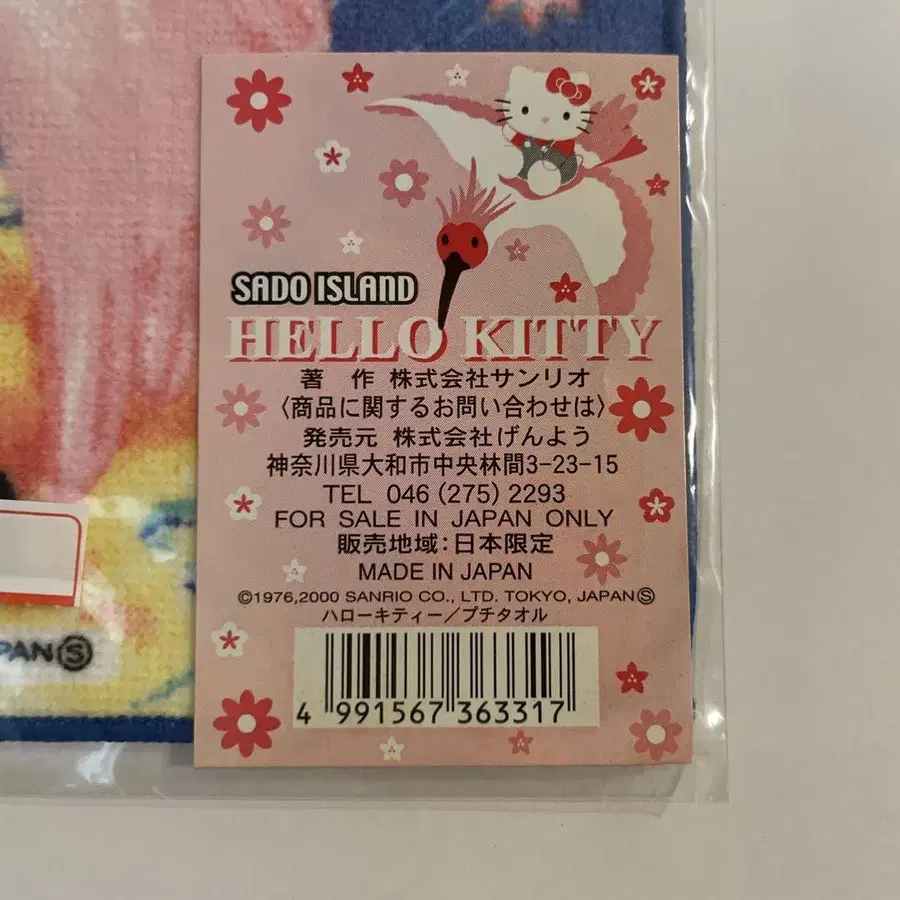 SADO ISLAND
HELLO KITTY
著 作 株式会社サンリオ
〈商品に関するお問い合わせは〉
発売元 株式会社げんよう
神奈川県大和市中央林間3-23-15
TEL 046 (275) 2293
FOR SALE IN JAPAN ONLY
販売地域:日本限定
MADE IN JAPAN
©1976,2000 SANRIO CO., LTD. TOKYO, JAPAN Ⓢ
ハローキティー/プチタオル
4 991567 363317
PAN Ⓢ